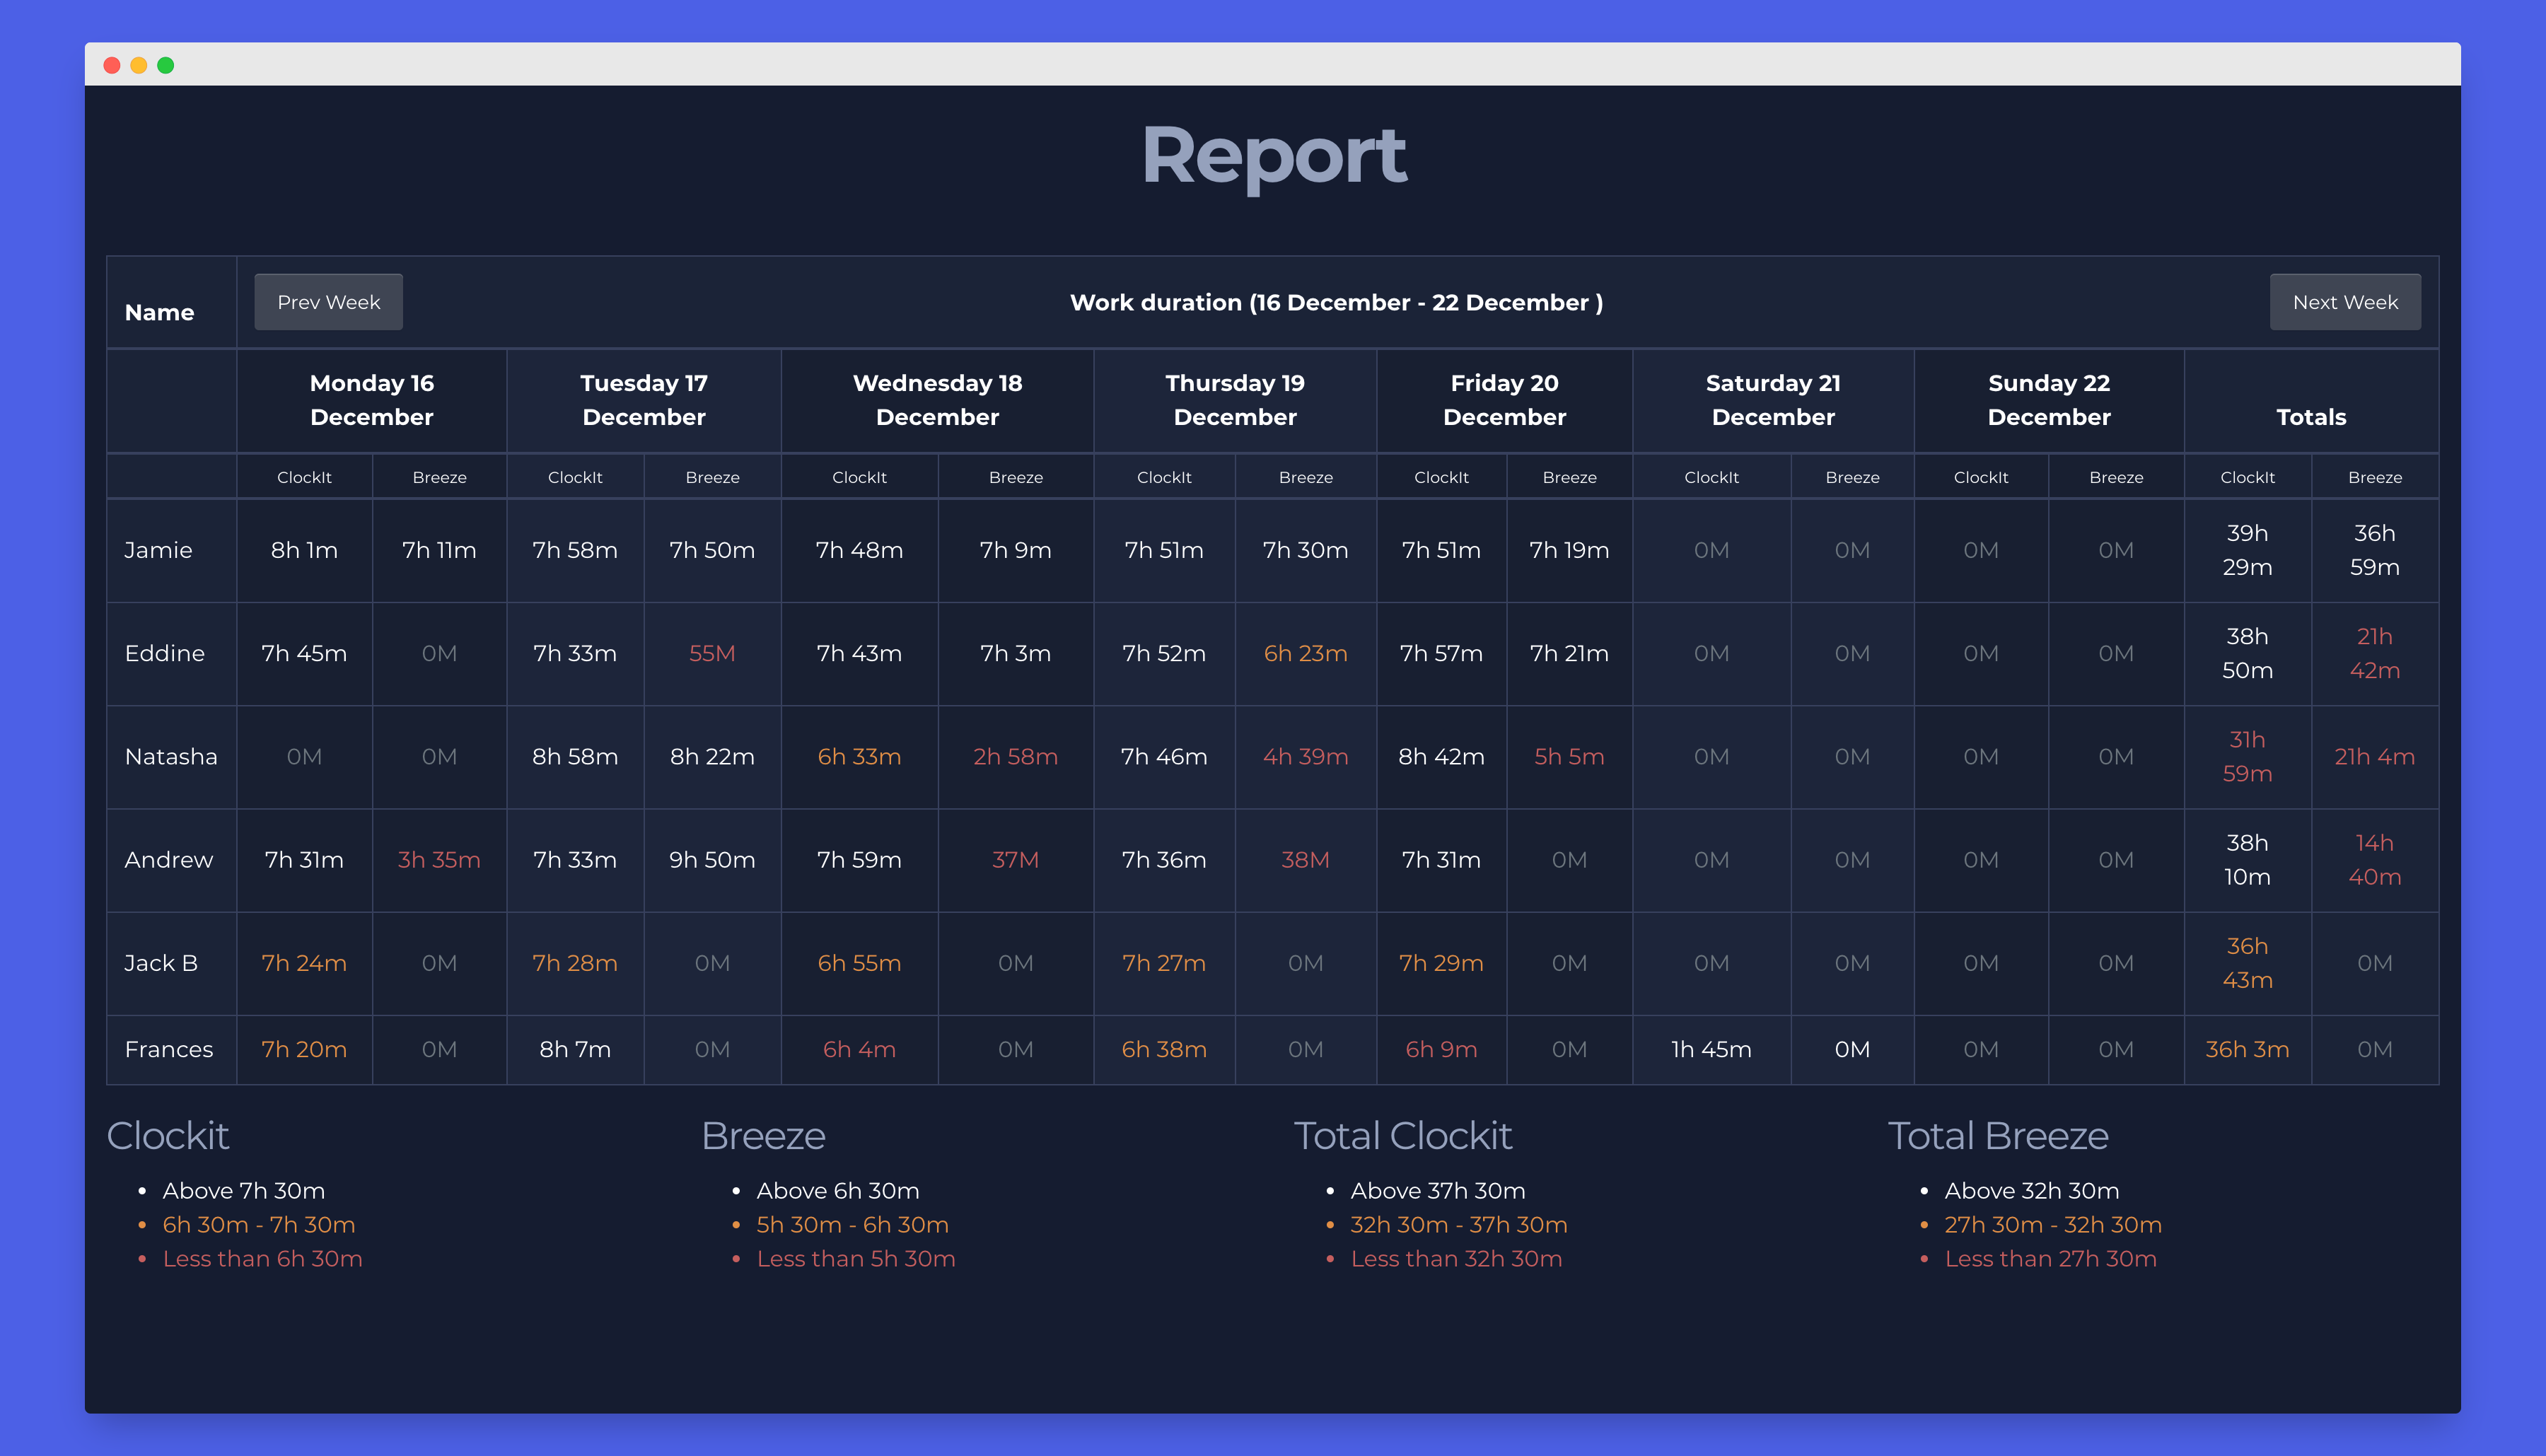 Report
Name
Prev Week
Work duration (16 December - 22 December )
Next Week
Monday 16 December
Tuesday 17 December
Wednesday 18 December
Thursday 19 December
Friday 20 December
Saturday 21 December
Sunday 22 December
Totals
ClockIt Breeze ClockIt Breeze ClockIt Breeze ClockIt Breeze ClockIt Breeze ClockIt Breeze ClockIt Breeze ClockIt Breeze
Jamie 8h 1m 7h 11m 7h 58m 7h 50m 7h 48m 7h 9m 7h 51m 7h 30m 7h 51m 7h 19m 0M 0M 0M 0M 39h 29m 36h 59m
Eddine 7h 45m 0M 7h 33m 55M 7h 43m 7h 3m 7h 52m 6h 23m 7h 57m 7h 21m 0M 0M 0M 0M 38h 50m 21h 42m
Natasha 0M 0M 8h 58m 8h 22m 6h 33m 2h 58m 7h 46m 4h 39m 8h 42m 5h 5m 0M 0M 0M 0M 31h 59m 21h 4m
Andrew 7h 31m 3h 35m 7h 33m 9h 50m 7h 59m 37M 7h 36m 38M 7h 31m 0M 0M 0M 0M 0M 38h 10m 14h 40m
Jack B 7h 24m 0M 7h 28m 0M 6h 55m 0M 7h 27m 0M 7h 29m 0M 0M 0M 0M 0M 36h 43m 0M
Frances 7h 20m 0M 8h 7m 0M 6h 4m 0M 6h 38m 0M 6h 9m 0M 1h 45m 0M 0M 0M 36h 3m 0M
Clockit
• Above 7h 30m
• 6h 30m - 7h 30m
• Less than 6h 30m
Breeze
• Above 6h 30m
• 5h 30m - 6h 30m
• Less than 5h 30m
Total Clockit
• Above 37h 30m
• 32h 30m - 37h 30m
• Less than 32h 30m
Total Breeze
• Above 32h 30m
• 27h 30m - 32h 30m
• Less than 27h 30m